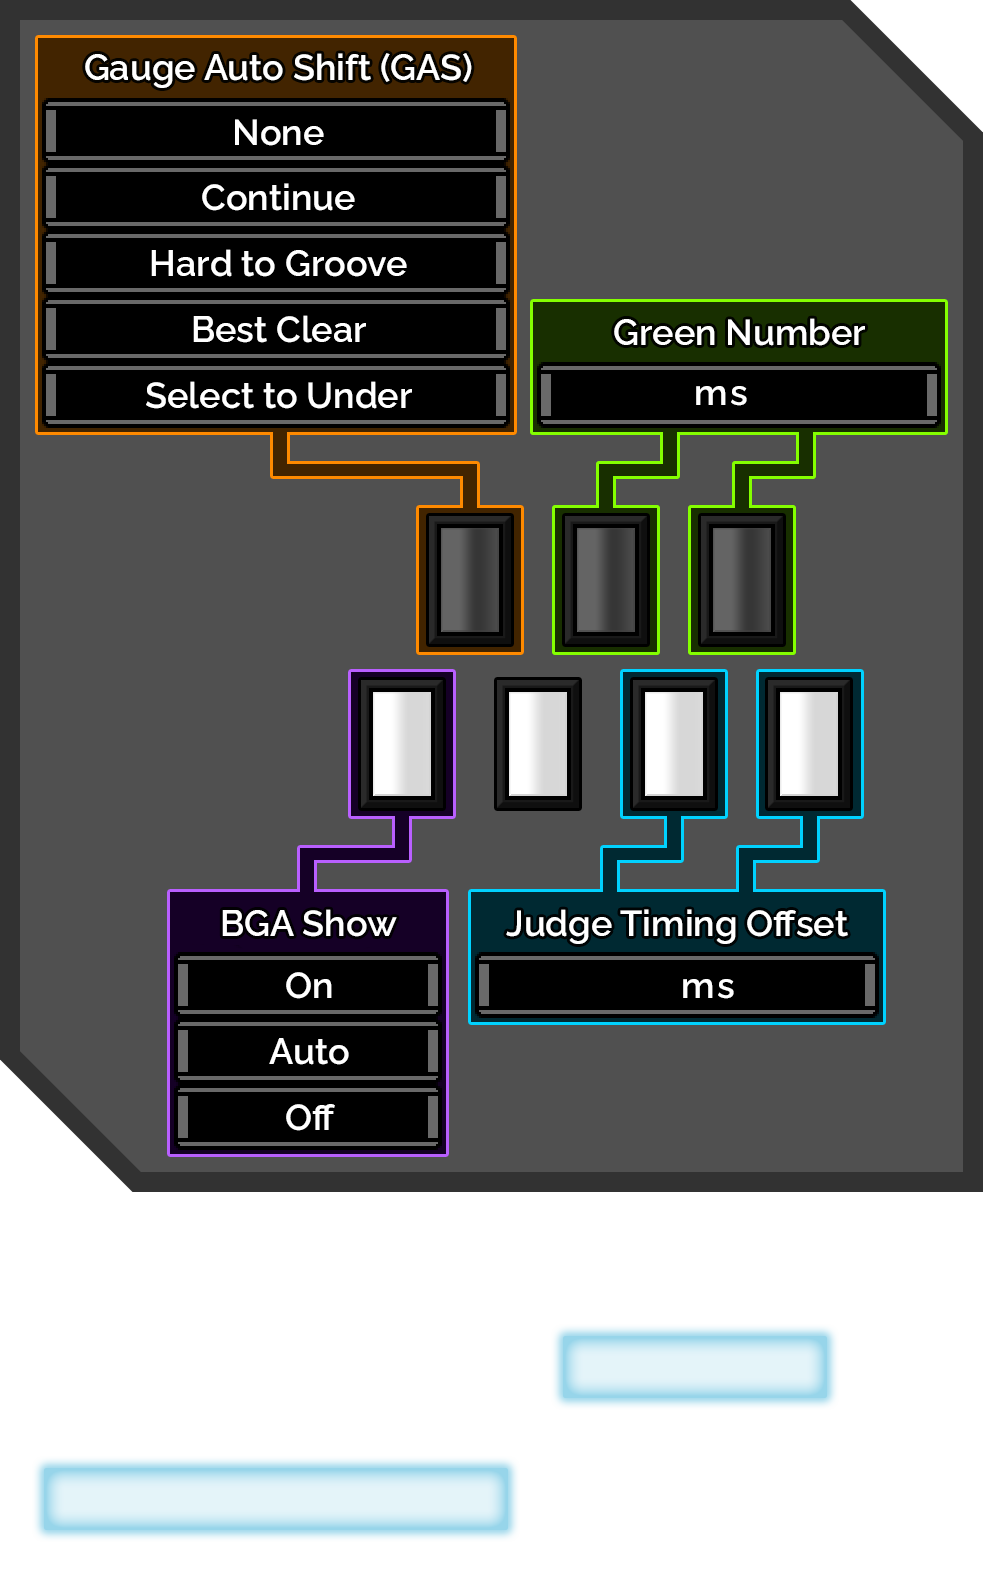 Gauge Auto Shift (GAS)
None
Continue
Hard to Groove
Best Clear
Select to Under
Green Number
ms
BGA Show
On
Auto
Off
Judge Timing Offset
ms